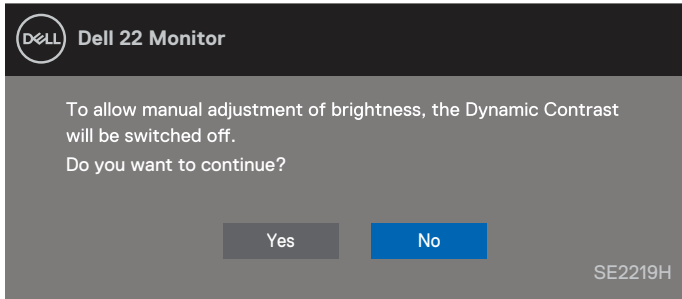 DELL Dell 22 Monitor
To allow manual adjustment of brightness, the Dynamic Contrast
will be switched off.
Do you want to continue?
Yes No
SE2219H